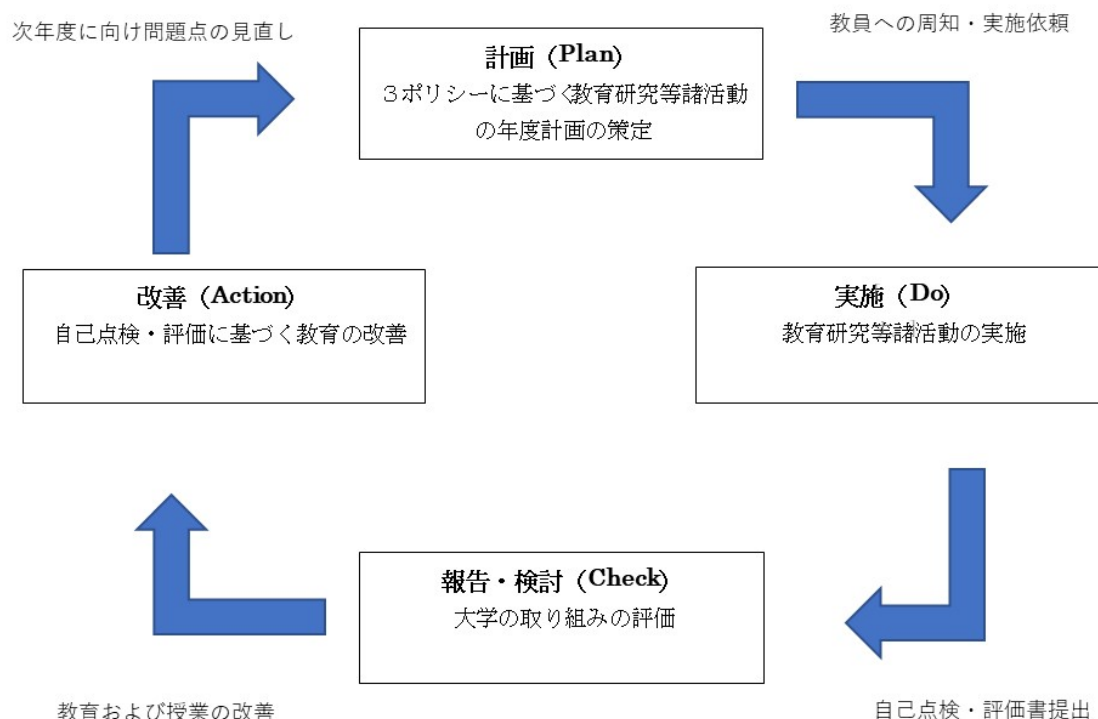 次年度に向け問題点の見直し
教員への周知・実施依頼
計画（Plan）
３ポリシーに基づく教育研究等諸活動
の年度計画の策定
改善（Action）
自己点検・評価に基づく教育の改善
実施（Do）
教育研究等諸活動の実施
報告・検討（Check）
大学の取り組みの評価
教育および授業の改善
自己点検・評価書提出